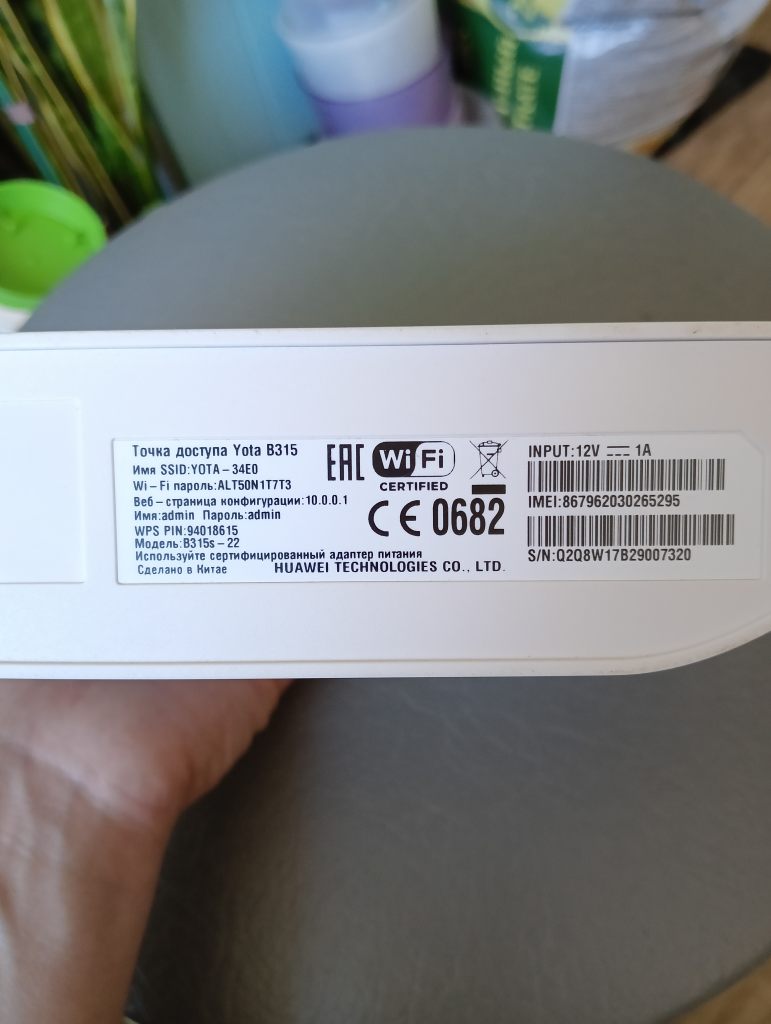 Точка доступа Yota B315
Имя SSID:YOTA-34E0
Wi-Fi пароль:ALT50N1T7T3
Веб-страница конфигурации:10.0.0.1
Имя:admin Пароль:admin
WPS PIN:94018615
Модель:B315s-22
Используйте сертифицированный адаптер питания
Сделано в Китае HUAWEI TECHNOLOGIES CO., LTD.
EAC Wi Fi
CERTIFIED
CE 0682
INPUT:12V 1A
IMEI:867962030265295
S/N:Q2Q8W17B29007320